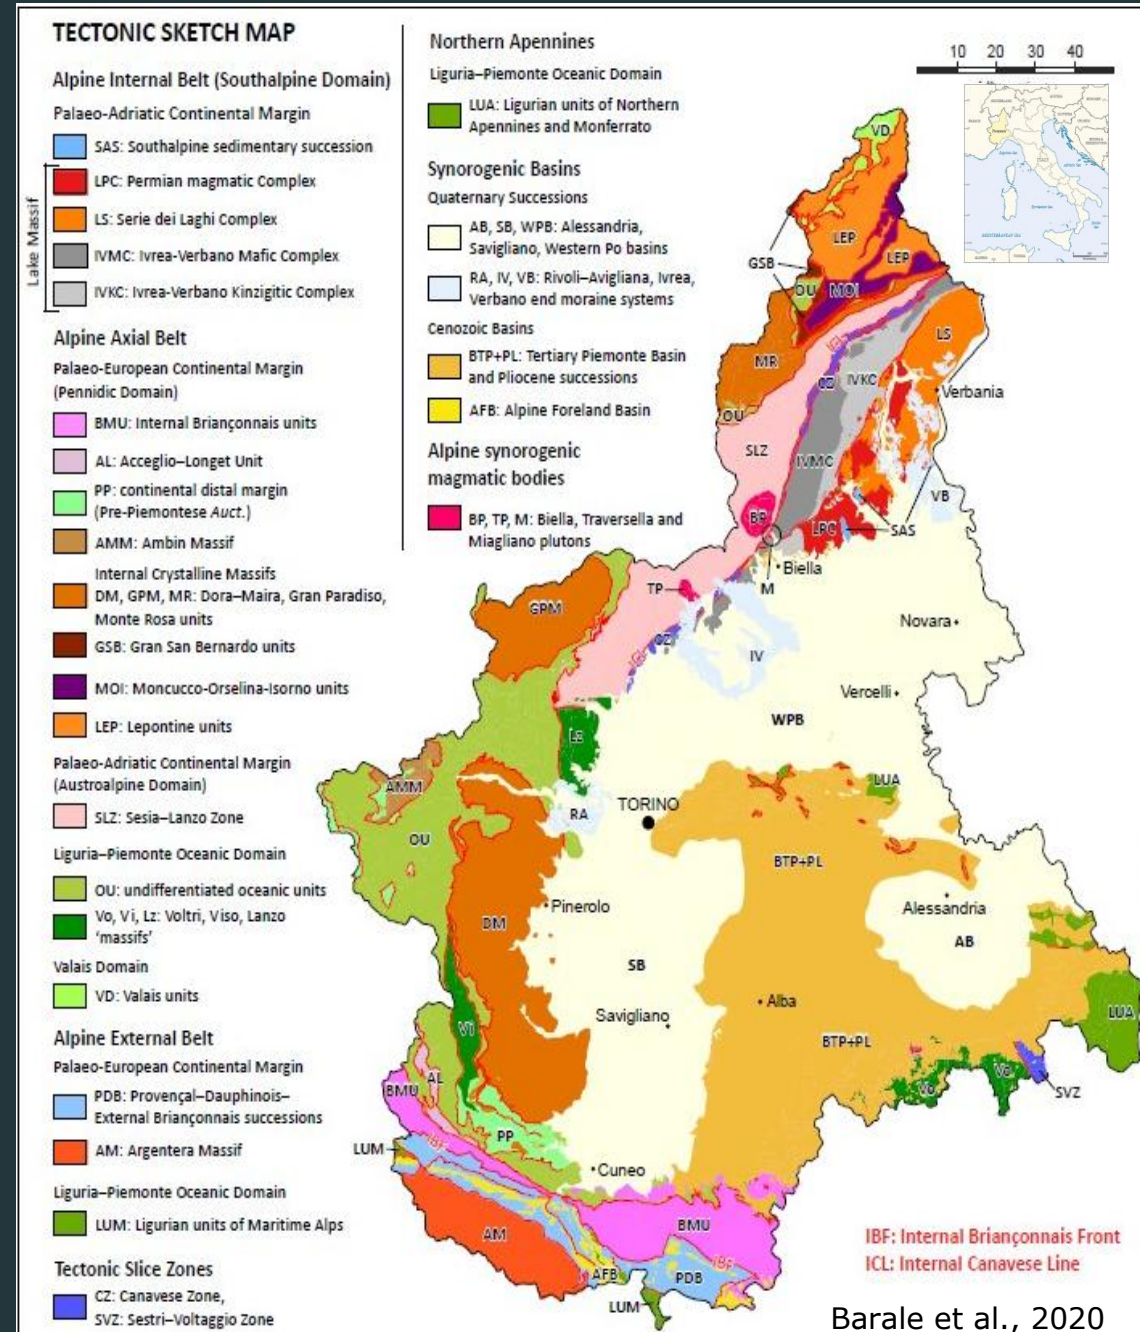 TECTONIC SKETCH MAP
Alpine Internal Belt (Southalpine Domain)
Palaeo-Adriatic Continental Margin
SAS: Southalpine sedimentary succession
Lake Massif
LPC: Permian magmatic Complex
LS: Serie dei Laghi Complex
IVMC: Ivrea-Verbano Mafic Complex
IVKC: Ivrea-Verbano Kinzigitic Complex
Alpine Axial Belt
Palaeo-European Continental Margin
(Pennidic Domain)
BMU: Internal Briançonnais units
AL: Acceglio–Longet Unit
PP: continental distal margin
(Pre-Piemontese Auct.)
AMM: Ambin Massif
Internal Crystalline Massifs
DM, GPM, MR: Dora–Maira, Gran Paradiso,
Monte Rosa units
GSB: Gran San Bernardo units
MOI: Moncucco-Orselina-Isorno units
LEP: Lepontine units
Palaeo-Adriatic Continental Margin
(Austroalpine Domain)
SLZ: Sesia–Lanzo Zone
Liguria–Piemonte Oceanic Domain
OU: undifferentiated oceanic units
Vo, Vi, Lz: Voltri, Viso, Lanzo
‘massifs’
Valais Domain
VD: Valais units
Alpine External Belt
Palaeo-European Continental Margin
PDB: Provençal–Dauphinois–
External Briançonnais successions
AM: Argentera Massif
Liguria–Piemonte Oceanic Domain
LUM: Ligurian units of Maritime Alps
Tectonic Slice Zones
CZ: Canavese Zone,
SVZ: Sestri–Voltaggio Zone
Northern Apennines
Liguria–Piemonte Oceanic Domain
LUA: Ligurian units of Northern
Apennines and Monferrato
Synorogenic Basins
Quaternary Successions
AB, SB, WPB: Alessandria,
Savigliano, Western Po basins
RA, IV, VB: Rivoli–Avigliana, Ivrea,
Verbano end moraine systems
Cenozoic Basins
BTP+PL: Tertiary Piemonte Basin
and Pliocene successions
AFB: Alpine Foreland Basin
Alpine synorogenic
magmatic bodies
BP, TP, M: Biella, Traversella and
Miagliano plutons
10 20 30 40
VD
LEP
LEP
GSB
OU
MOI
ICL
LS
MR
CZ
IVKC
Verbania
OU
SLZ
IVMC
VB
BP
LPC
SAS
Biella
M
TP
GPM
Novara
CZ
ICL
IV
Vercelli
WPB
Lz
AMM
LUA
TORINO
RA
OU
BTP+PL
Pinerolo
Alessandria
DM
AB
SB
Alba
Savigliano
LUA
Vi
BTP+PL
AL
BMU
Vo
Vo
SVZ
PP
IBF
LUM
Cuneo
AM
BMU
IBF
AFB
PDB
LUM
IBF: Internal Briançonnais Front
ICL: Internal Canavese Line
Barale et al., 2020